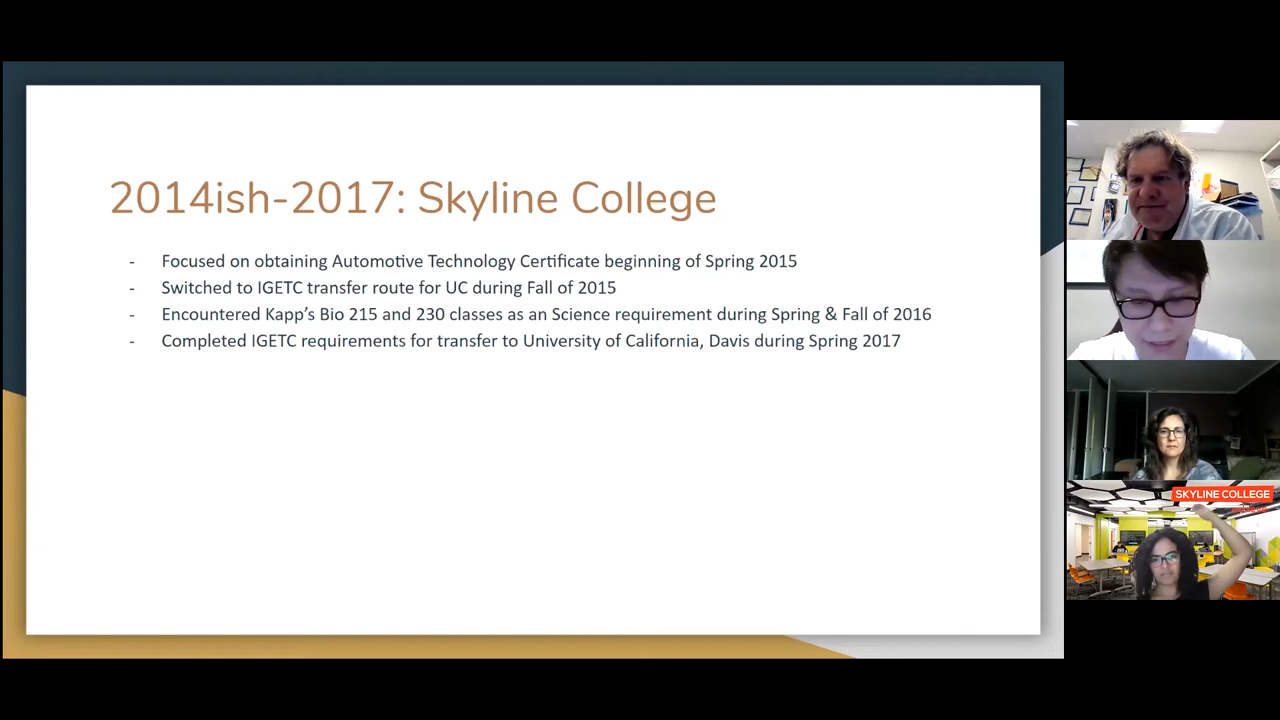 2014ish-2017: Skyline College
- Focused on obtaining Automotive Technology Certificate beginning of Spring 2015
- Switched to IGETC transfer route for UC during Fall of 2015
- Encountered Kapp’s Bio 215 and 230 classes as an Science requirement during Spring & Fall of 2016
- Completed IGETC requirements for transfer to University of California, Davis during Spring 2017
SKYLINE COLLEGE